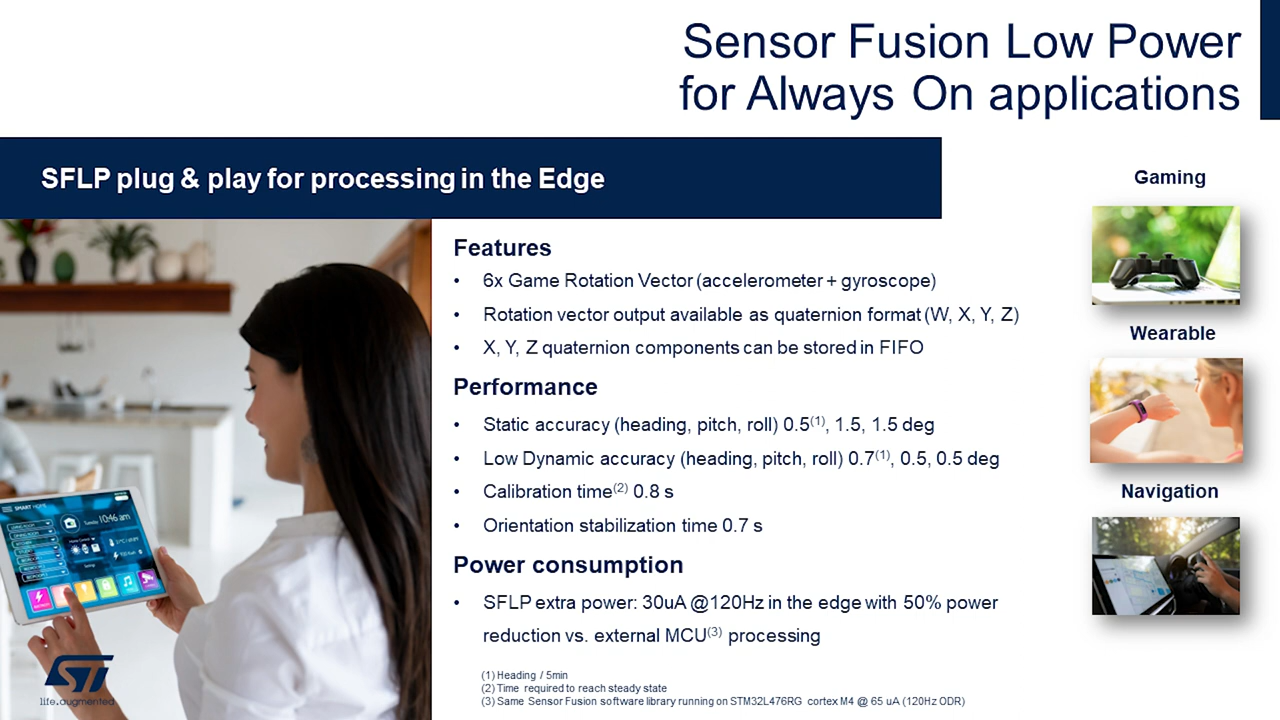 Sensor Fusion Low Power
for Always On applications
SFLP plug & play for processing in the Edge
Features
• 6x Game Rotation Vector (accelerometer + gyroscope)
• Rotation vector output available as quaternion format (W, X, Y, Z)
• X, Y, Z quaternion components can be stored in FIFO
Performance
• Static accuracy (heading, pitch, roll) 0.5(1), 1.5, 1.5 deg
• Low Dynamic accuracy (heading, pitch, roll) 0.7(1), 0.5, 0.5 deg
• Calibration time(2) 0.8 s
• Orientation stabilization time 0.7 s
Power consumption
• SFLP extra power: 30uA @120Hz in the edge with 50% power
reduction vs. external MCU(3) processing
(1) Heading / 5min
(2) Time required to reach steady state
(3) Same Sensor Fusion software library running on STM32L476RG cortex M4 @ 65 uA (120Hz ODR)
Gaming
Wearable
Navigation
SMART HOME
Tuesday 10:46 am
ST
life.augmented